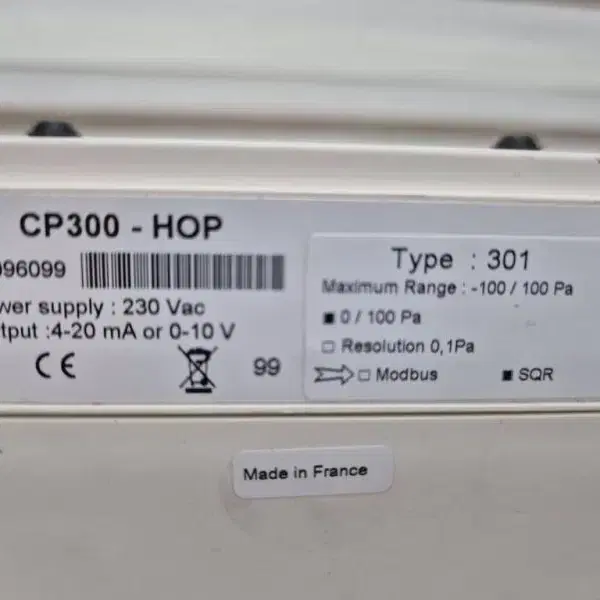 CP300 - HOP
96099
wer supply : 230 Vac
tput :4-20 mA or 0-10 V
CE
99
Type : 301
Maximum Range : -100 / 100 Pa
■ 0 / 100 Pa
□ Resolution 0,1Pa
□ Modbus ■ SQR
Made in France